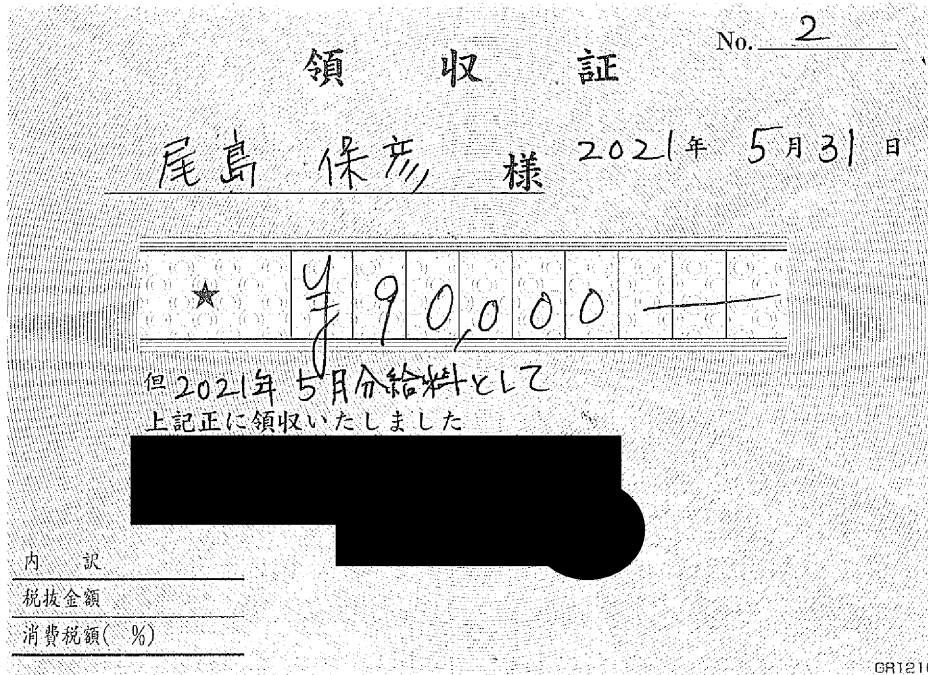 No. 2
領収証
尾島 保彦 様
2021年 5月31日
★ ¥90,000―
但 2021年 5月分給料として
上記正に領収いたしました
内 訳
税抜金額
消費税額( %)